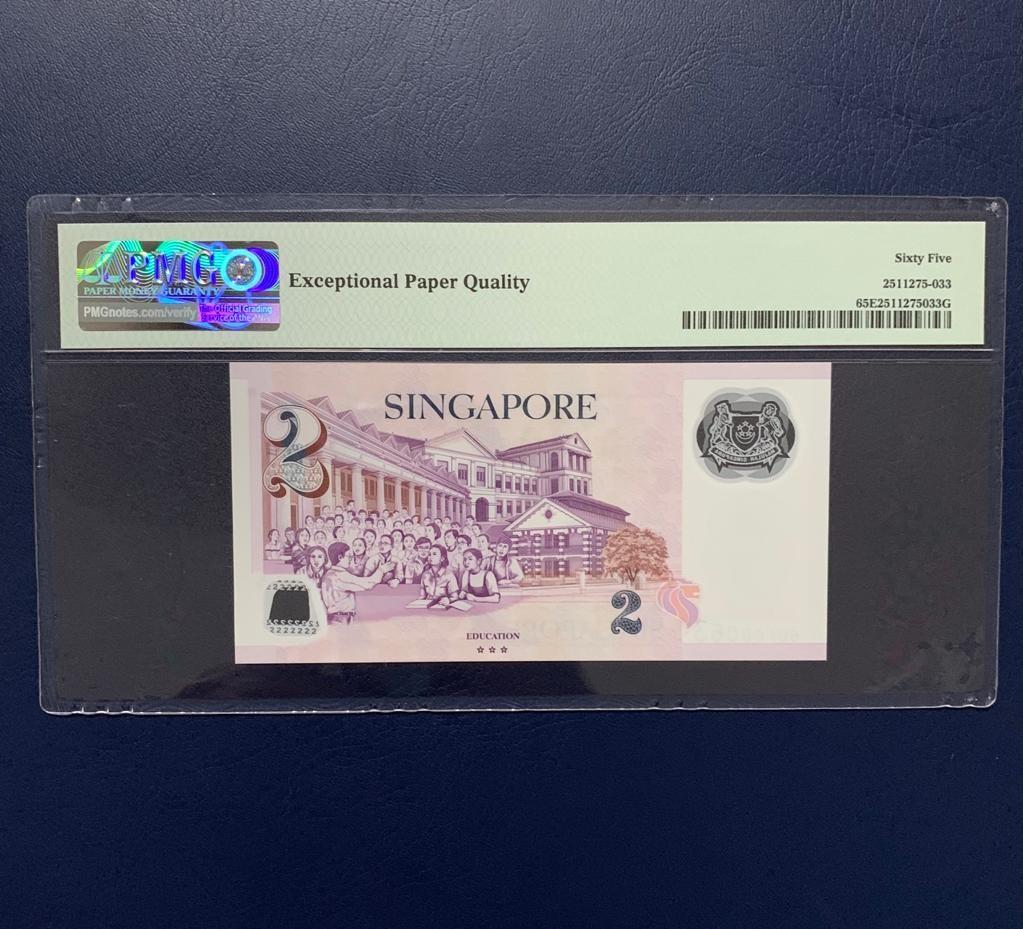 PMG
PAPER MONEY GUARANTY
PMGnotes.com/verify
The Official Grading
Service of the
Exceptional Paper Quality
Sixty Five
2511275-033
65E2511275033G
SINGAPORE
2
2
EDUCATION
2222222